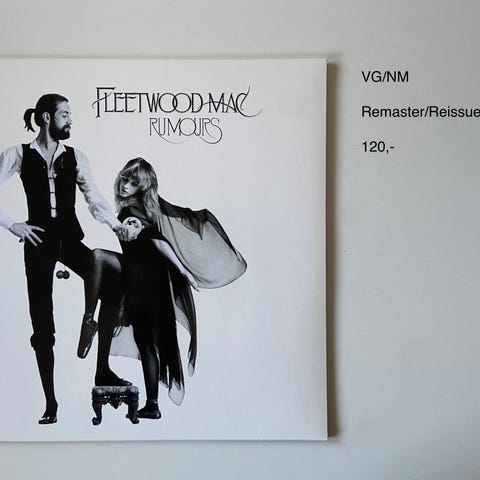 FLEETWOOD MAC
RUMOURS
VG/NM
Remaster/Reissue
120,-